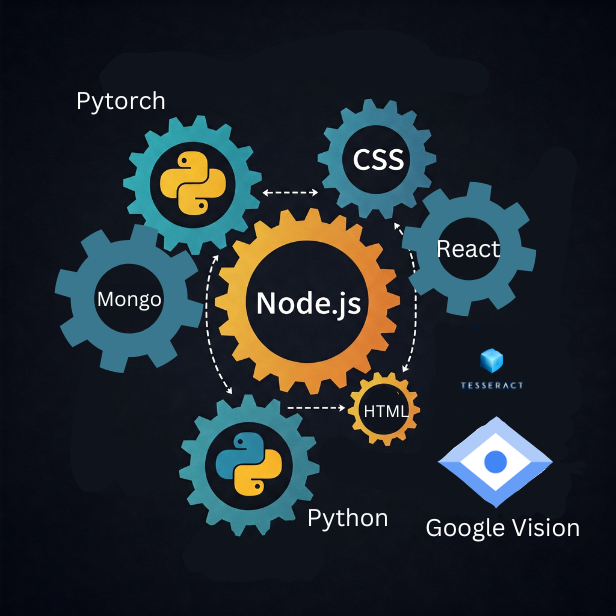 Pytorch
CSS
React
Mongo
Node.js
TESSERACT
HTML
Python
Google Vision